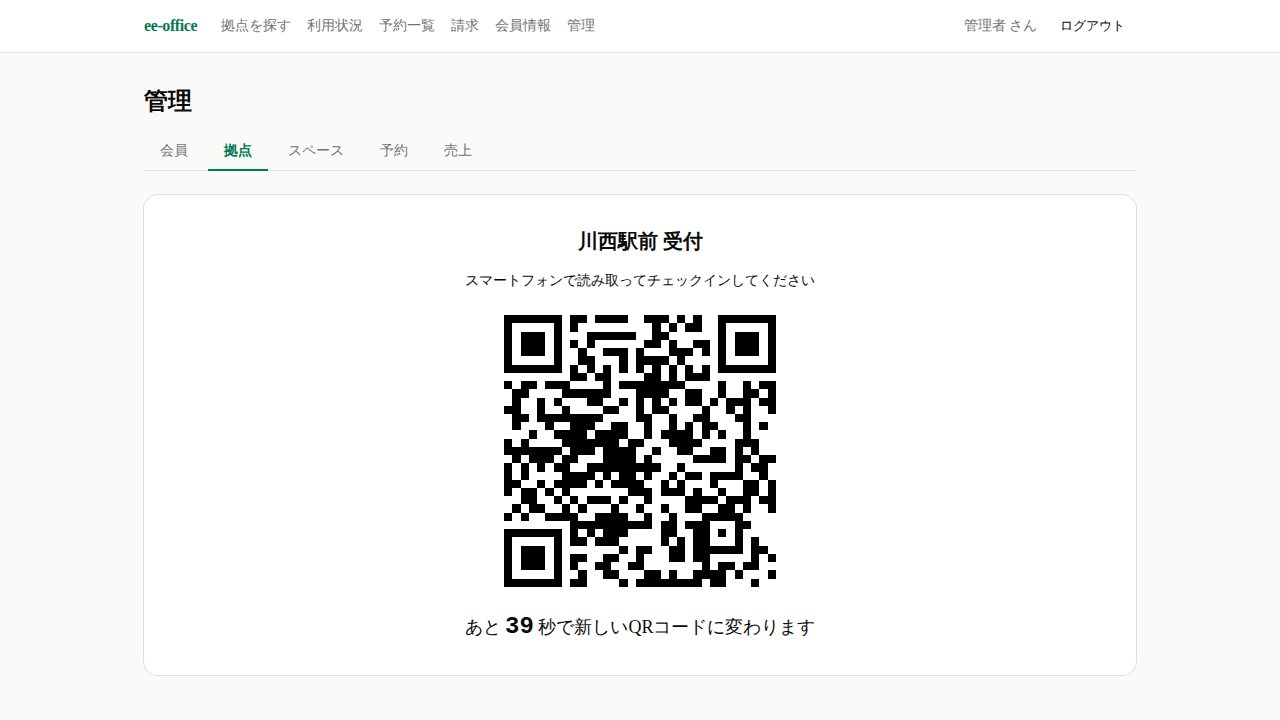 ee-office 拠点を探す 利用状況 予約一覧 請求 会員情報 管理 管理者 さん ログアウト
管理
会員 拠点 スペース 予約 売上
川西駅前 受付
スマートフォンで読み取ってチェックインしてください
あと 39 秒で新しいQRコードに変わります